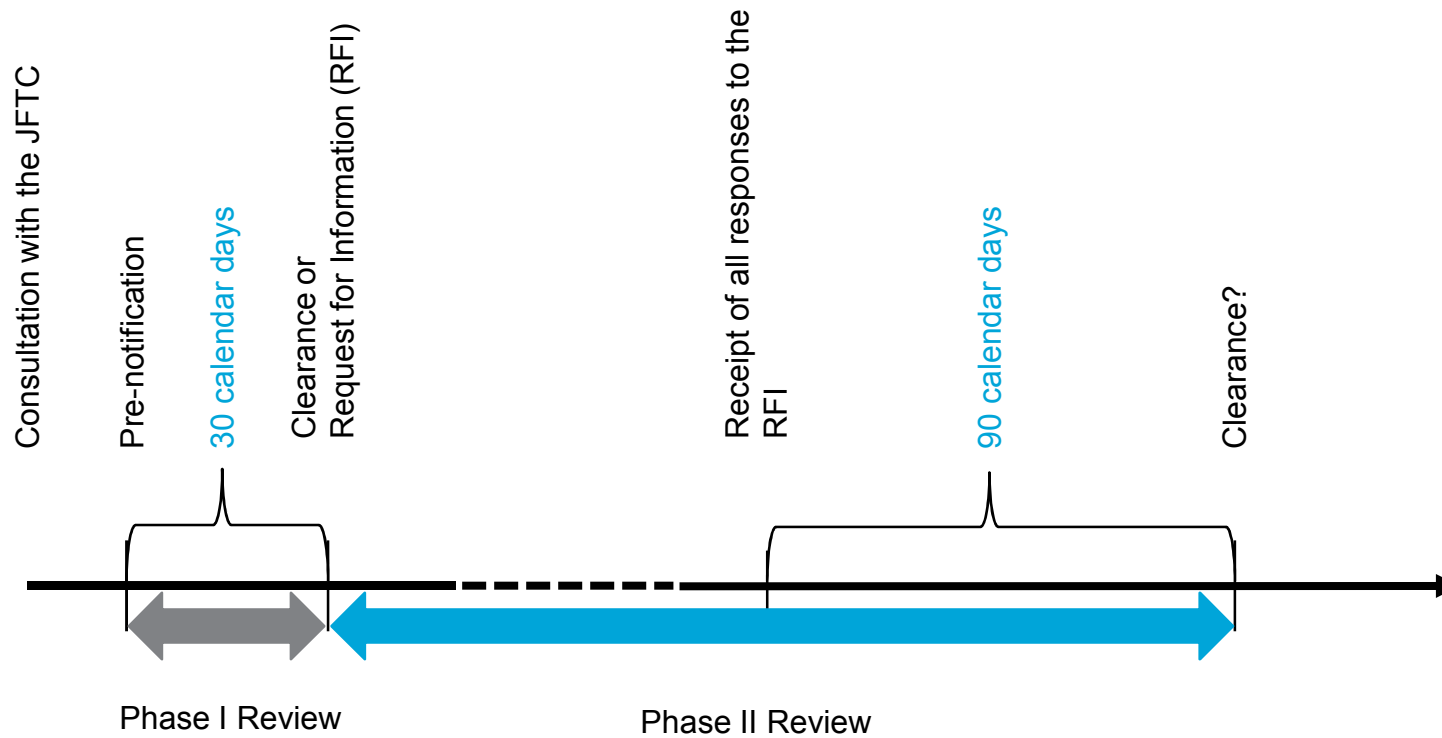 Consultation with the JFTC
Pre-notification
30 calendar days
Clearance or
Request for Information (RFI)
Receipt of all responses to the
RFI
90 calendar days
Clearance?
Phase I Review
Phase II Review